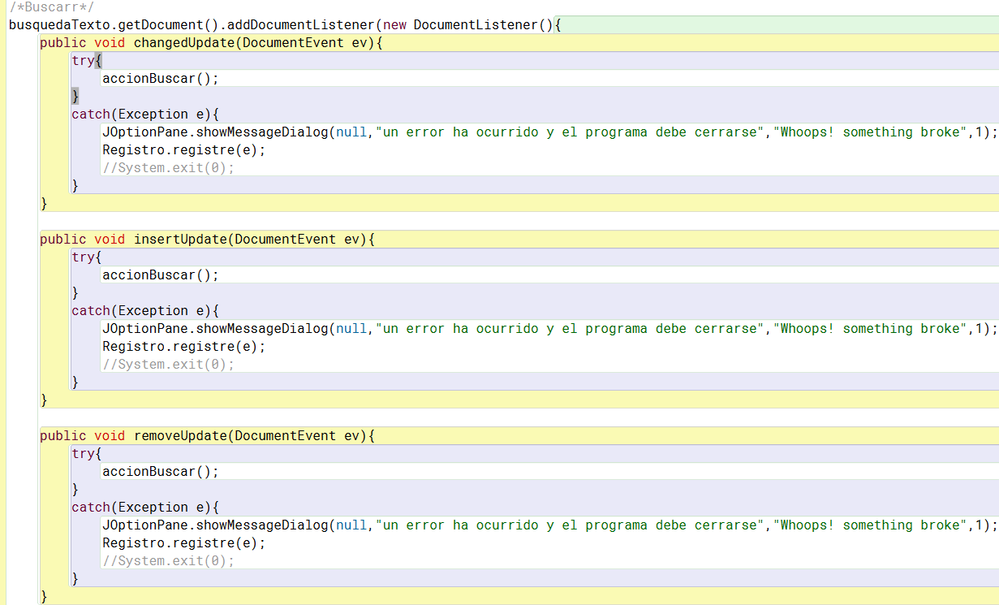 /*Buscarr*/
busquedaTexto.getDocument().addDocumentListener(new DocumentListener(){
public void changedUpdate(DocumentEvent ev){
try{
accionBuscar();
}
catch(Exception e){
JOptionPane.showMessageDialog(null,"un error ha ocurrido y el programa debe cerrarse","Whoops! something broke",1);
Registro.registre(e);
//System.exit(0);
}
}
public void insertUpdate(DocumentEvent ev){
try{
accionBuscar();
}
catch(Exception e){
JOptionPane.showMessageDialog(null,"un error ha ocurrido y el programa debe cerrarse","Whoops! something broke",1);
Registro.registre(e);
//System.exit(0);
}
}
public void removeUpdate(DocumentEvent ev){
try{
accionBuscar();
}
catch(Exception e){
JOptionPane.showMessageDialog(null,"un error ha ocurrido y el programa debe cerrarse","Whoops! something broke",1);
Registro.registre(e);
//System.exit(0);
}
}